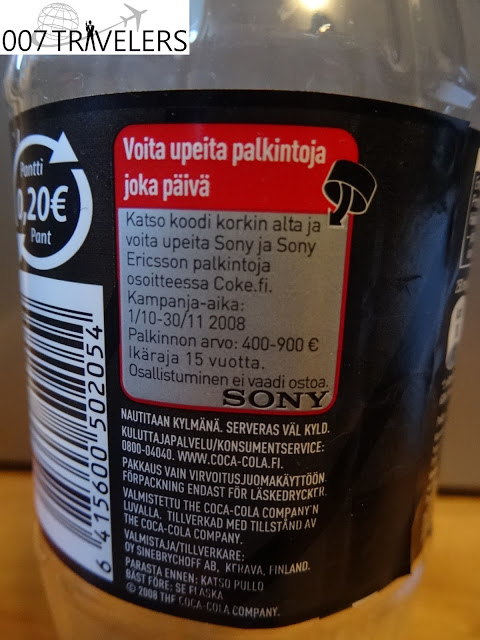 007 TRAVELERS
Pantti
0,20€
Pant
Voita upeita palkintoja
joka päivä
Katso koodi korkin alta ja
voita upeita Sony ja Sony
Ericsson palkintoja
osoitteessa Coke.fi.
Kampanja-aika:
1/10-30/11 2008
Palkinnon arvo: 400-900 €
Ikäraja 15 vuotta.
Osallistuminen ei vaadi ostoa.
SONY
NAUTITAAN KYLMÄNÄ. SERVERAS VÄL KYLD.
KULUTTAJAPALVELU/KONSUMENTSERVICE:
0800-04040. WWW.COCA-COLA.FI.
PAKKAUS VAIN VIRVOITUSJUOMAKÄYTTÖÖN.
FÖRPACKNING ENDAST FÖR LÄSKEDRYCKER.
VALMISTETTU THE COCA-COLA COMPANY'N
LUVALLA. TILLVERKAD MED TILLSTÅND AV
THE COCA-COLA COMPANY.
VALMISTAJA/TILLVERKARE:
OY SINEBRYCHOFF AB, KERAVA, FINLAND.
PARASTA ENNEN: KATSO PULLO
BÄST FÖRE: SE FLASKA
© 2008 THE COCA-COLA COMPANY.
6 415600 502054